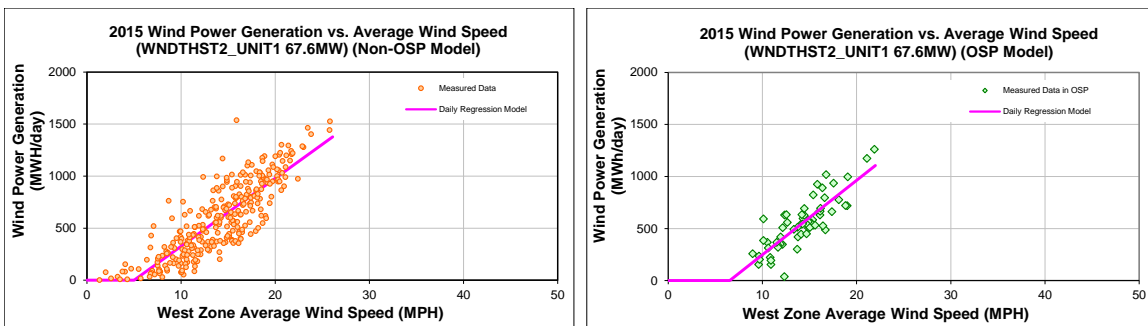 2015 Wind Power Generation vs. Average Wind Speed
(WNDTHST2_UNIT1 67.6MW) (Non-OSP Model)
Wind Power Generation
(MWH/day)
2000
1500
1000
500
0
Measured Data
Daily Regression Model
0 10 20 30 40 50
West Zone Average Wind Speed (MPH)
2015 Wind Power Generation vs. Average Wind Speed
(WNDTHST2_UNIT1 67.6MW) (OSP Model)
Wind Power Generation
(MWh/day)
2000
1500
1000
500
0
Measured Data in OSP
Daily Regression Model
0 10 20 30 40 50
West Zone Average Wind Speed (MPH)